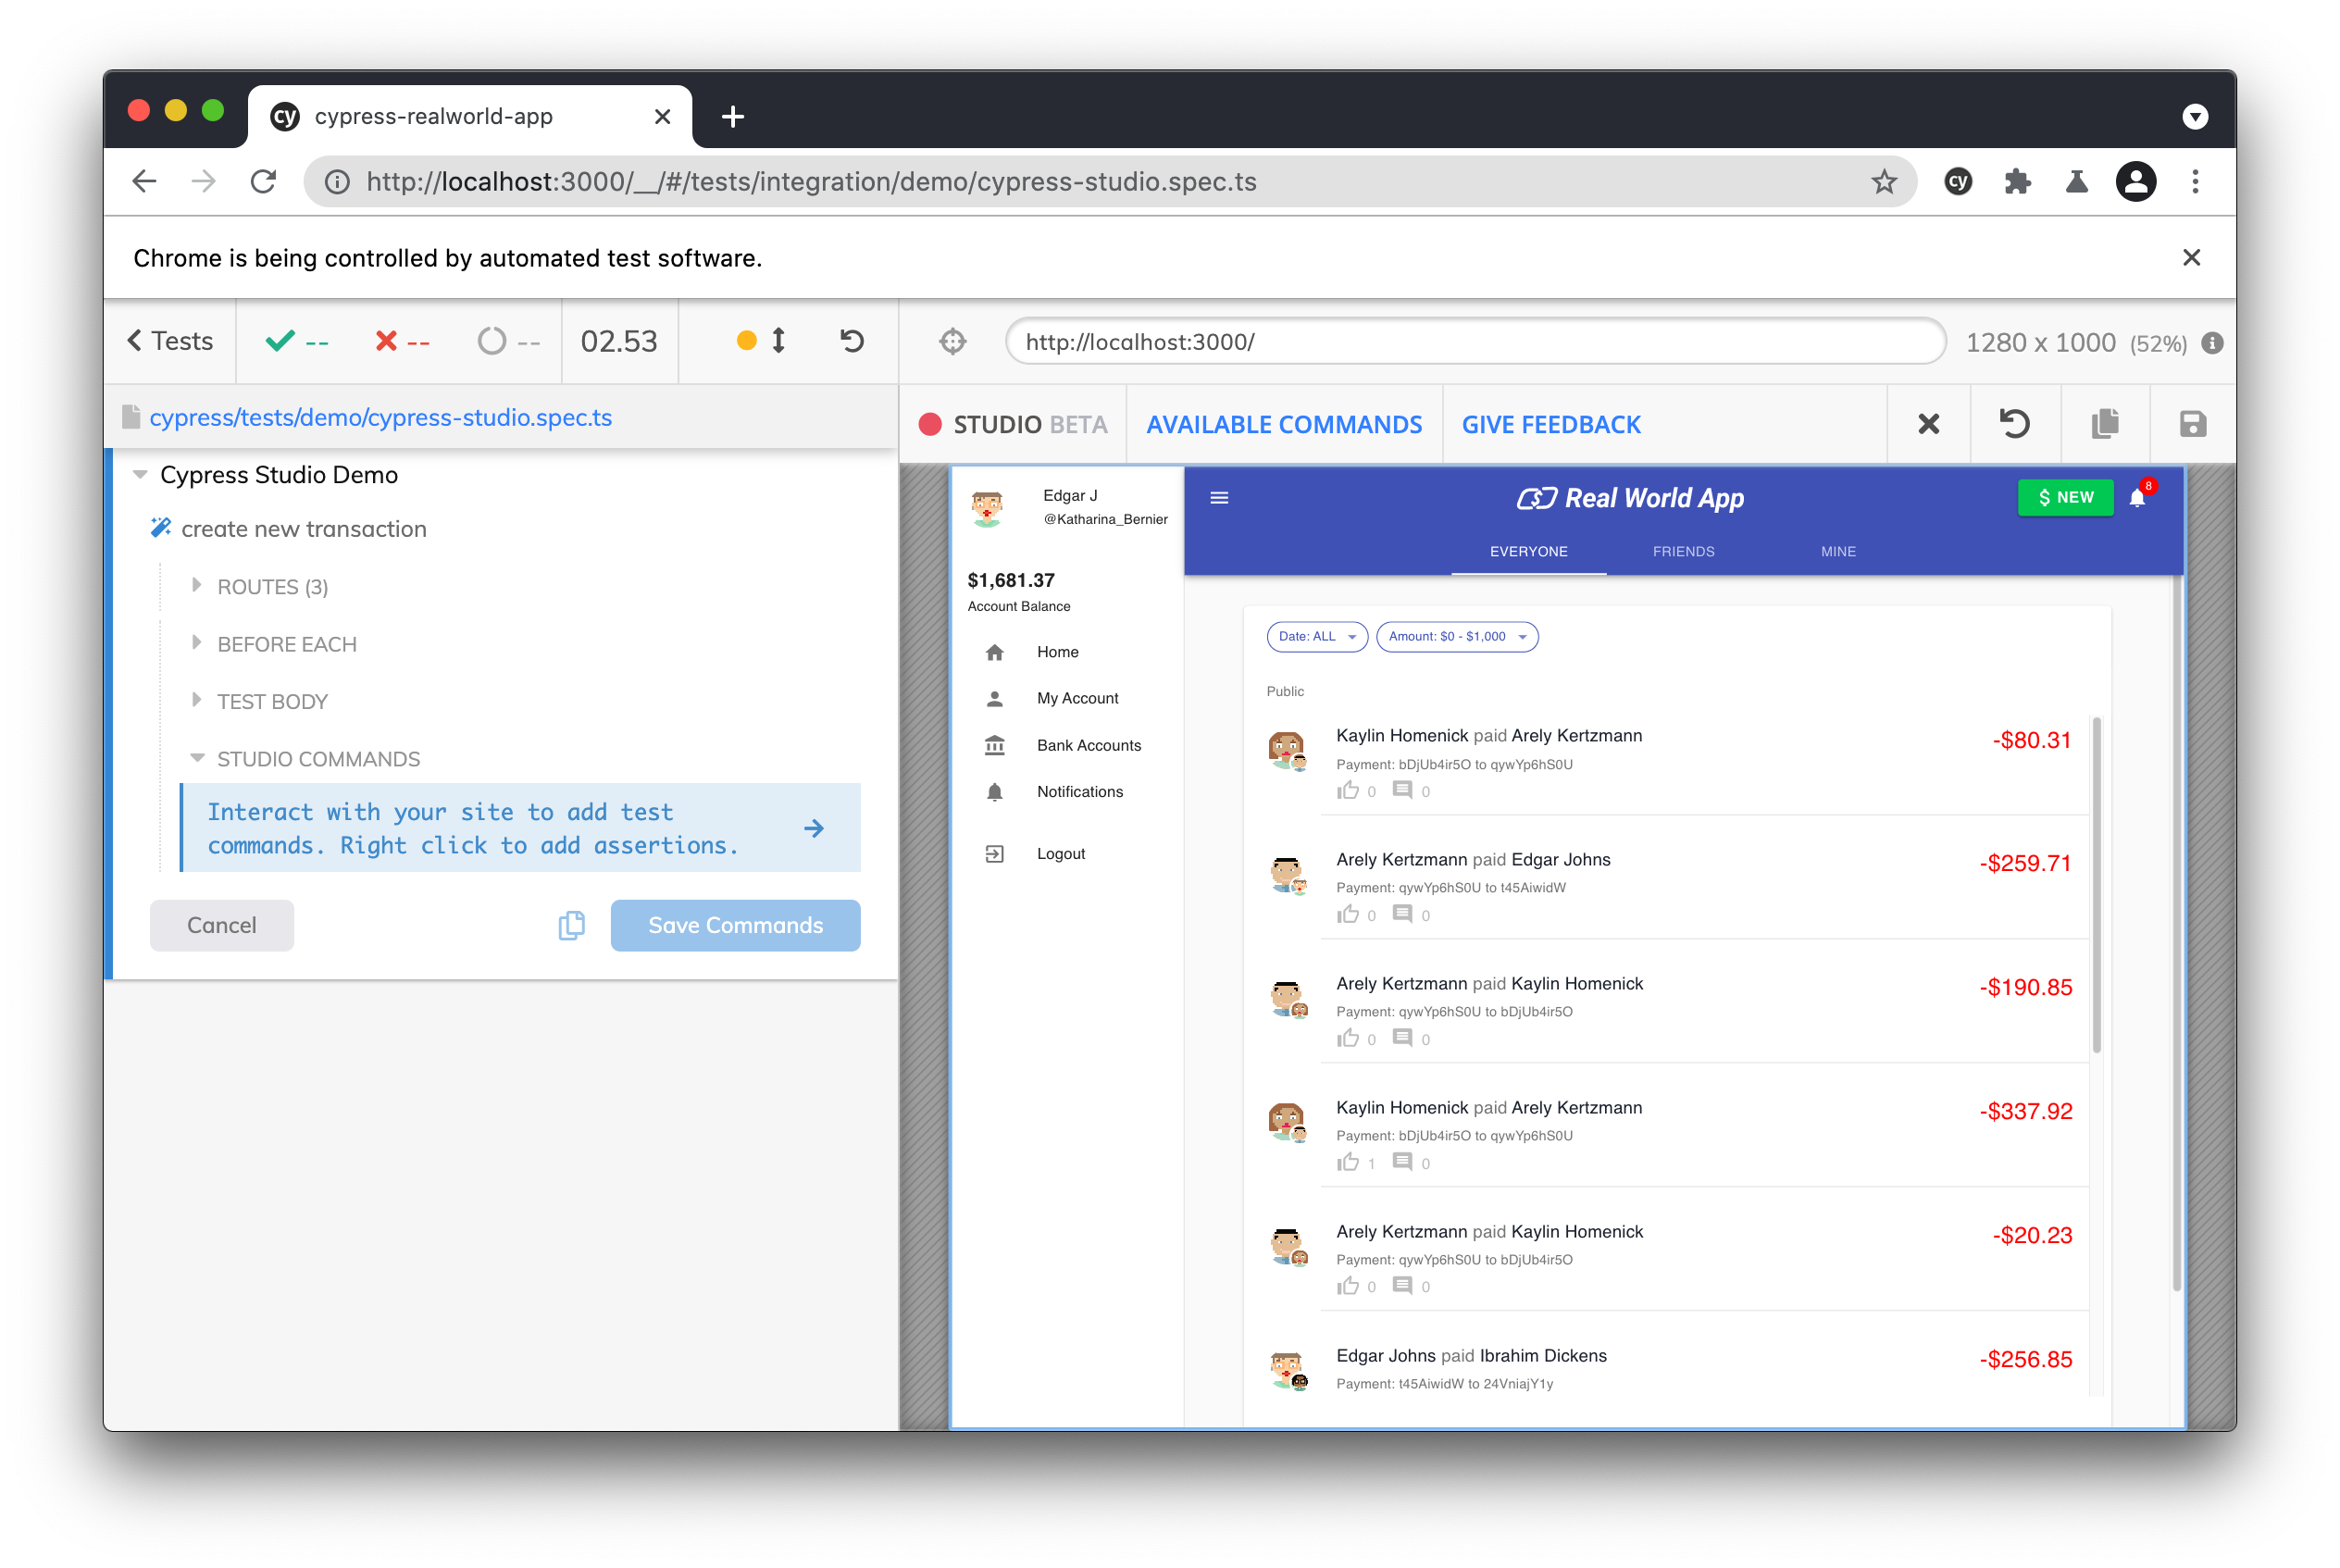 cy cypress-realworld-app
http://localhost:3000/__/#/tests/integration/demo/cypress-studio.spec.ts
cy
Chrome is being controlled by automated test software.
Tests -- -- -- 02.53
http://localhost:3000/
1280 x 1000 (52%)
cypress/tests/demo/cypress-studio.spec.ts
STUDIO BETA
AVAILABLE COMMANDS
GIVE FEEDBACK
Cypress Studio Demo
create new transaction
ROUTES (3)
BEFORE EACH
TEST BODY
STUDIO COMMANDS
Interact with your site to add test
commands. Right click to add assertions.
Cancel
Save Commands
Edgar J
@Katharina_Bernier
$1,681.37
Account Balance
Home
My Account
Bank Accounts
Notifications
Logout
Real World App
$ NEW
8
EVERYONE
FRIENDS
MINE
Date: ALL
Amount: $0 - $1,000
Public
Kaylin Homenick paid Arely Kertzmann -$80.31
Payment: bDjUb4ir5O to qywYp6hS0U
0 0
Arely Kertzmann paid Edgar Johns -$259.71
Payment: qywYp6hS0U to t45AiwidW
0 0
Arely Kertzmann paid Kaylin Homenick -$190.85
Payment: qywYp6hS0U to bDjUb4ir5O
0 0
Kaylin Homenick paid Arely Kertzmann -$337.92
Payment: bDjUb4ir5O to qywYp6hS0U
1 0
Arely Kertzmann paid Kaylin Homenick -$20.23
Payment: qywYp6hS0U to bDjUb4ir5O
0 0
Edgar Johns paid Ibrahim Dickens -$256.85
Payment: t45AiwidW to 24VniajY1y